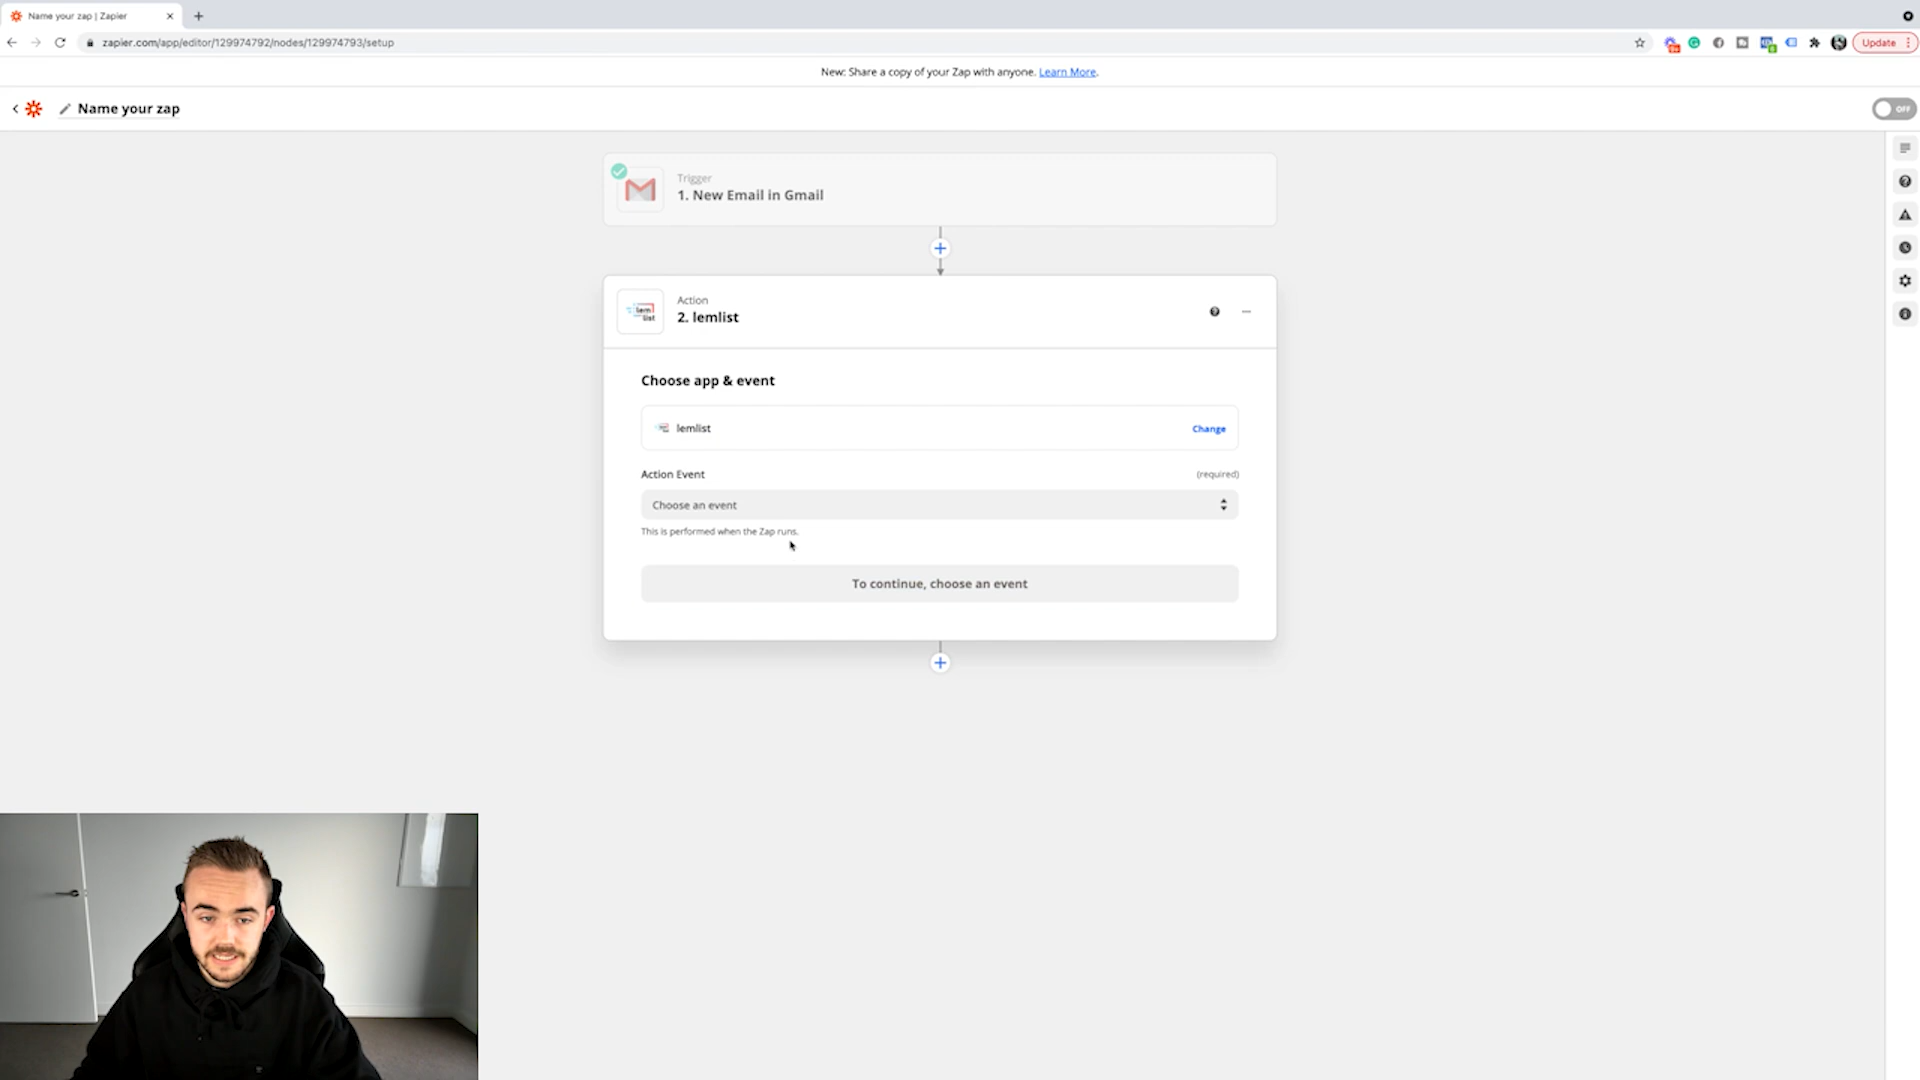 Name your zap | Zapier
zapier.com/app/editor/129974792/nodes/129974793/setup
Update
New: Share a copy of your Zap with anyone. Learn More.
Name your zap
OFF
Trigger
1. New Email in Gmail
lem
list
Action
2. lemlist
Choose app & event
lemlist
Change
Action Event
(required)
Choose an event
This is performed when the Zap runs.
To continue, choose an event